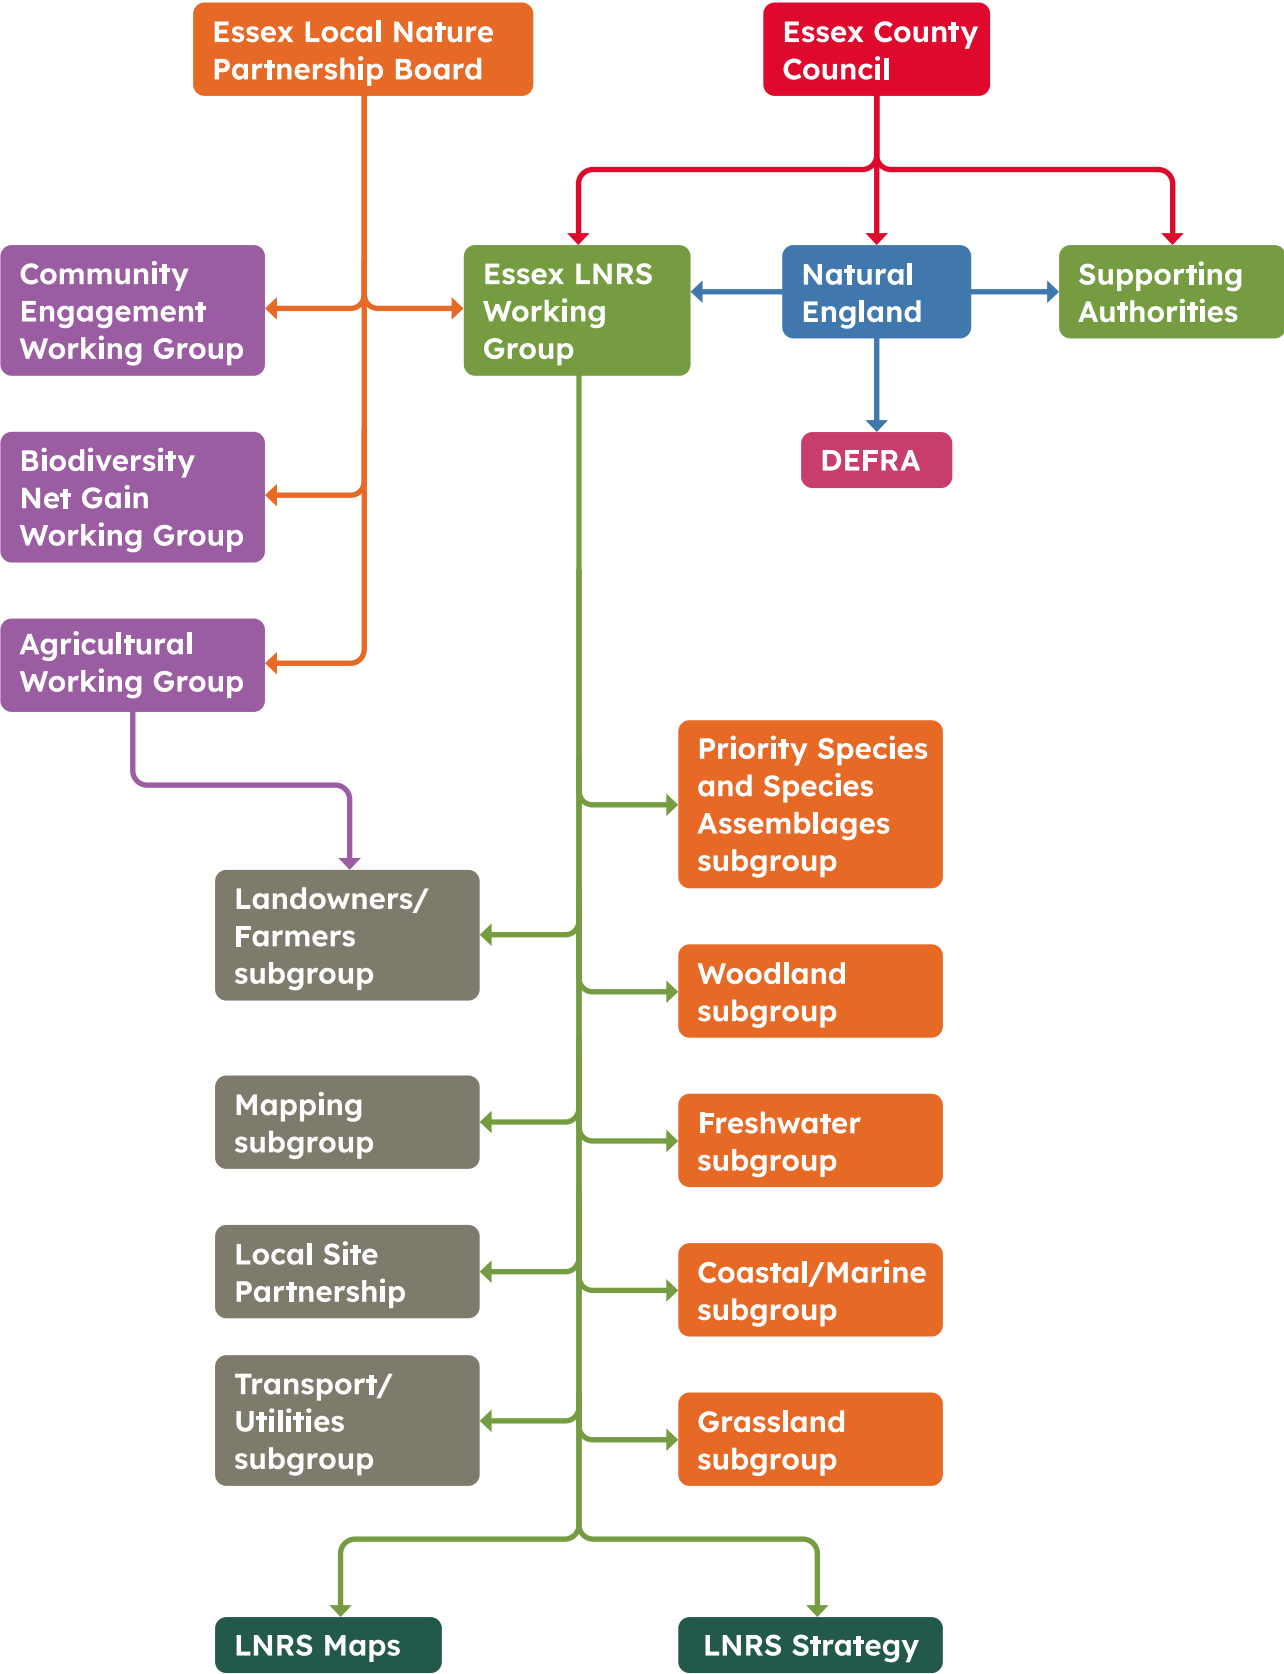 Essex Local Nature
Partnership Board
Essex County
Council
Community
Engagement
Working Group
Essex LNRS
Working
Group
Natural
England
Supporting
Authorities
Biodiversity
Net Gain
Working Group
DEFRA
Agricultural
Working Group
Priority Species
and Species
Assemblages
subgroup
Landowners/
Farmers
subgroup
Woodland
subgroup
Mapping
subgroup
Freshwater
subgroup
Local Site
Partnership
Coastal/Marine
subgroup
Transport/
Utilities
subgroup
Grassland
subgroup
LNRS Maps
LNRS Strategy